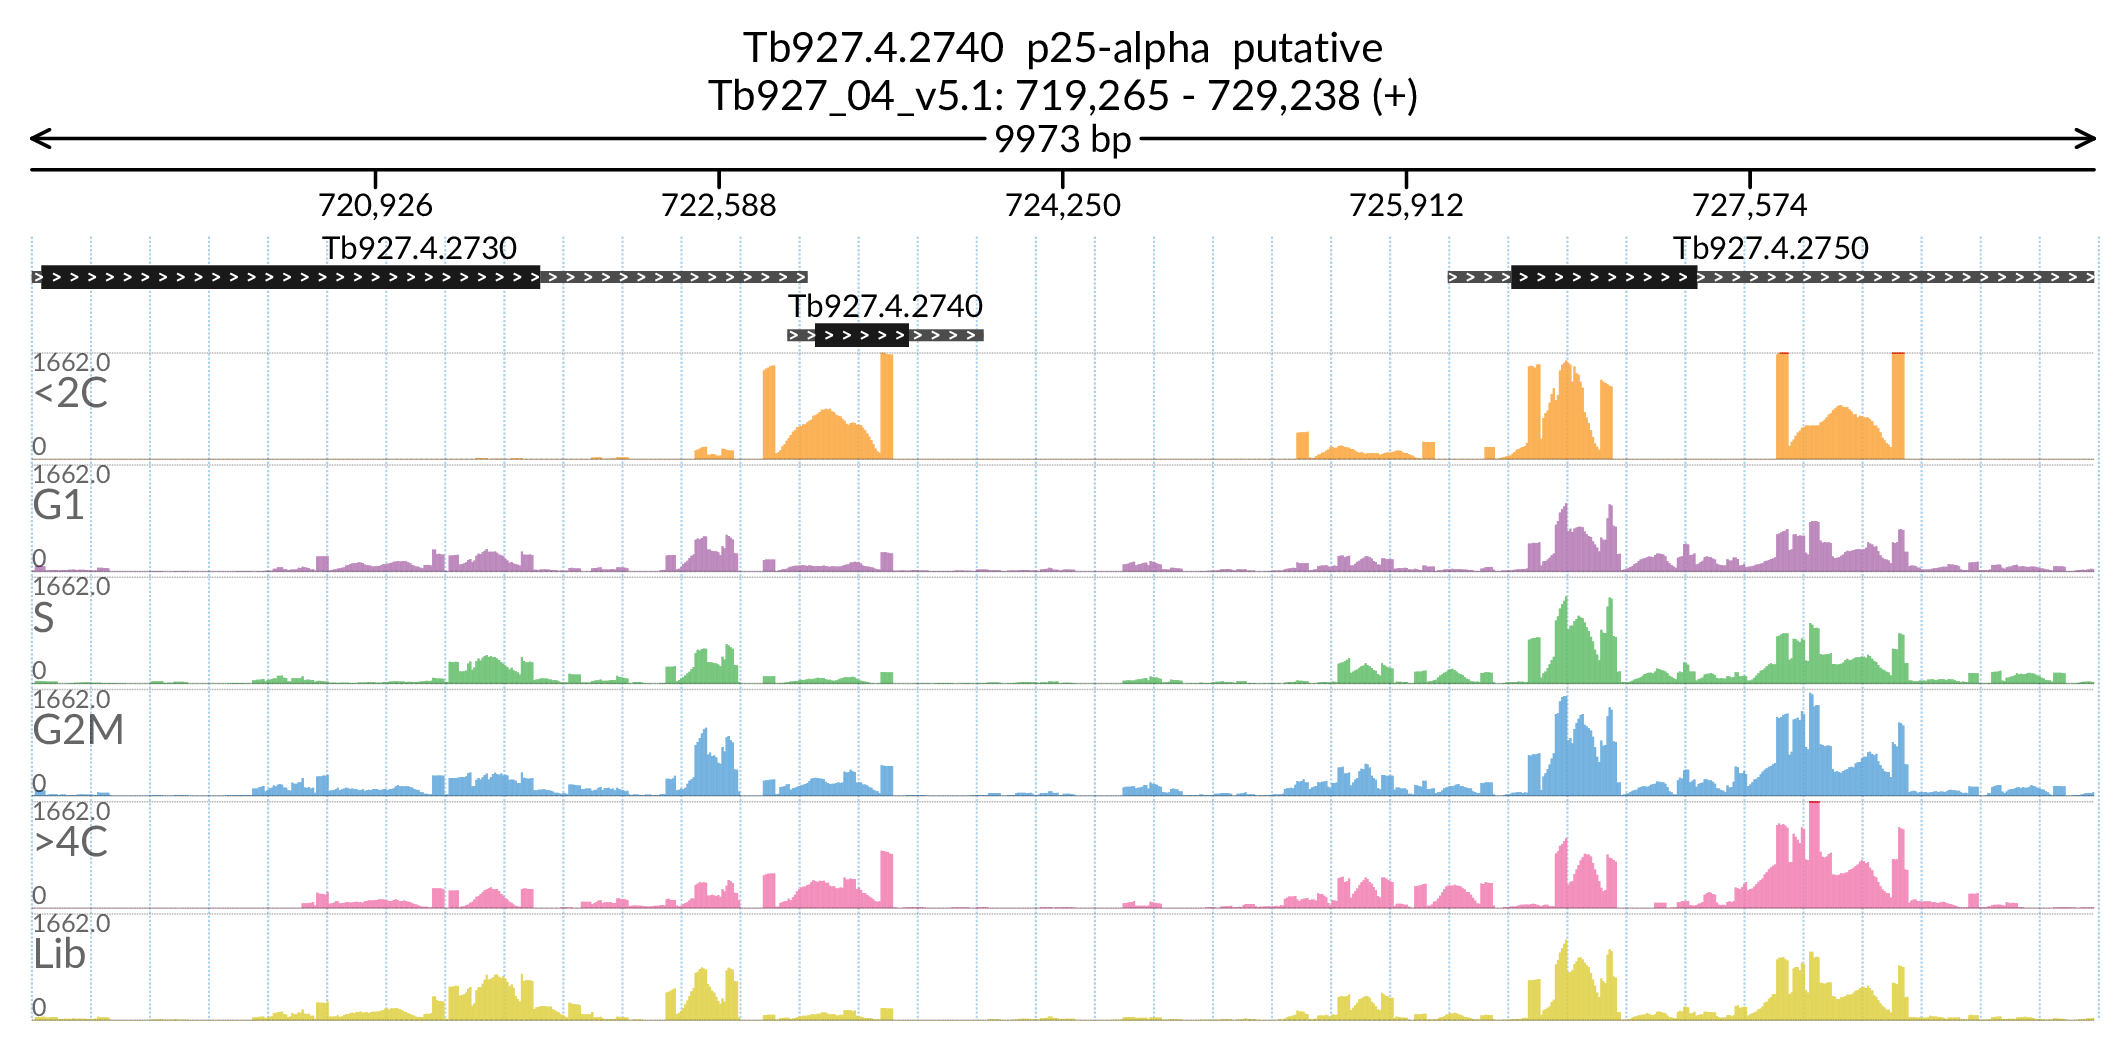 Tb927.4.2740 p25-alpha putative
Tb927_04_v5.1: 719,265 - 729,238 (+)
9973 bp
720,926 722,588 724,250 725,912 727,574
Tb927.4.2730 Tb927.4.2750
Tb927.4.2740
1662.0
<2C
0
1662.0
G1
0
1662.0
S
0
1662.0
G2M
0
1662.0
>4C
0
1662.0
Lib
0